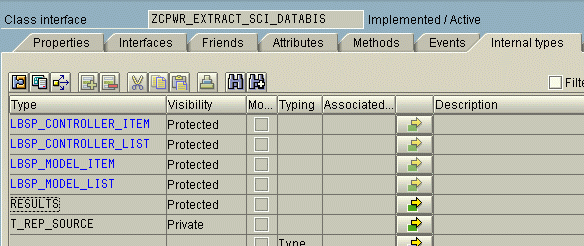 Class interface ZCPWR_EXTRACT_SCI_DATABIS Implemented / Active
Properties Interfaces Friends Attributes Methods Events Internal types
Filte
Type Visibility Mo... Typing Associated... Description
LBSP_CONTROLLER_ITEM Protected
LBSP_CONTROLLER_LIST Protected
LBSP_MODEL_ITEM Protected
LBSP_MODEL_LIST Protected
RESULTS Protected
T_REP_SOURCE Private
Type